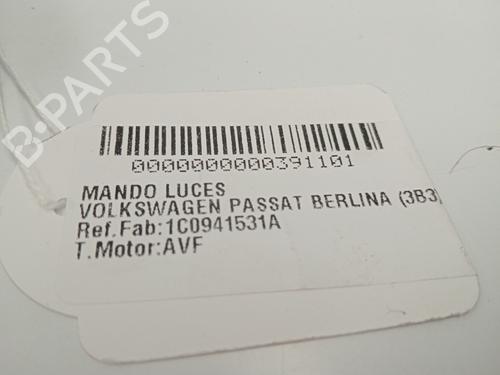 B-PARTS
0000000000391101
MANDO LUCES
VOLKSWAGEN PASSAT BERLINA (3B3)
Ref.Fab:1C0941531A
T.Motor:AVF